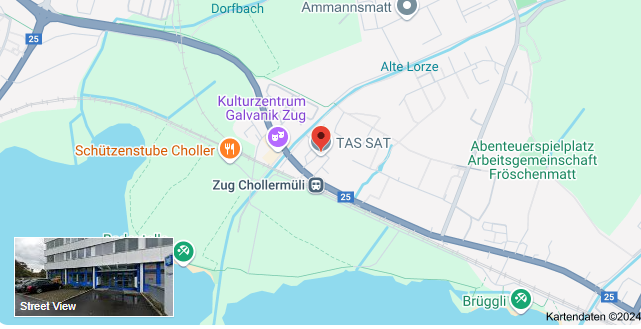 Dorfbach
Ammannsmatt
25
Alte Lorze
Kulturzentrum
Galvanik Zug
TAS SAT
Schützenstube Choller
Abenteuerspielplatz
Arbeitsgemeinschaft
Fröschenmatt
Zug Chollermüli
25
Street View
Brüggli
25
Kartendaten ©2024